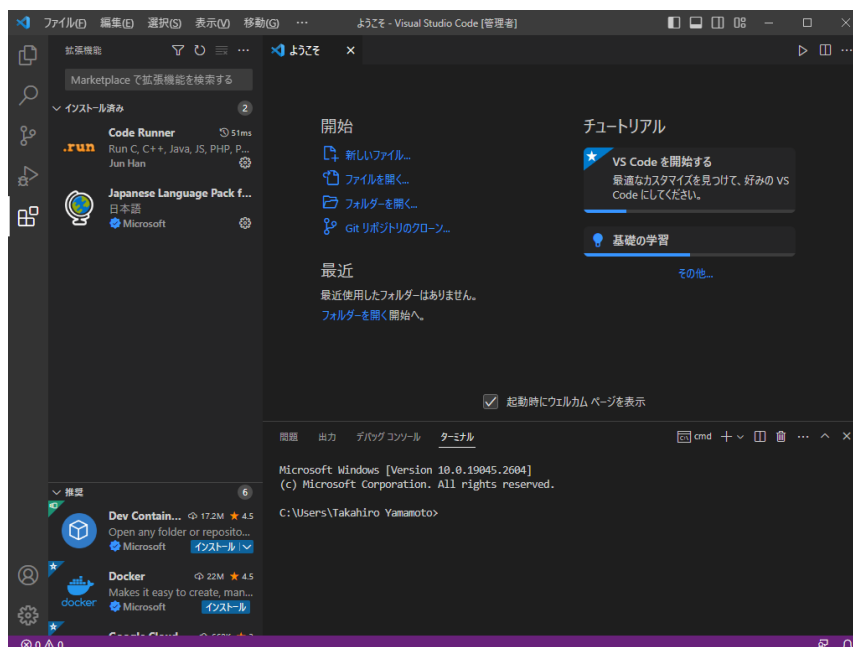 ファイル(F) 編集(E) 選択(S) 表示(V) 移動(G) ··· ようこそ - Visual Studio Code [管理者]
拡張機能
Marketplace で拡張機能を検索する
インストール済み 2
Code Runner 51ms
.run
Run C, C++, Java, JS, PHP, P...
Jun Han
Japanese Language Pack f...
日本語
Microsoft
推奨 6
Dev Contain... 17.2M ★ 4.5
Open any folder or reposito...
Microsoft インストール
Docker 22M ★ 4.5
docker
Makes it easy to create, man...
Microsoft インストール
ようこそ
開始
新しいファイル...
ファイルを開く...
フォルダーを開く...
Git リポジトリのクローン...
最近
最近使用したフォルダーはありません。
フォルダーを開く 開始へ。
チュートリアル
VS Code を開始する
最適なカスタマイズを見つけて、好みの VS
Code にしてください。
基礎の学習
その他...
起動時にウェルカム ページを表示
問題 出力 デバッグ コンソール ターミナル cmd
Microsoft Windows [Version 10.0.19045.2604]
(c) Microsoft Corporation. All rights reserved.
C:\Users\Takahiro Yamamoto>
0 0